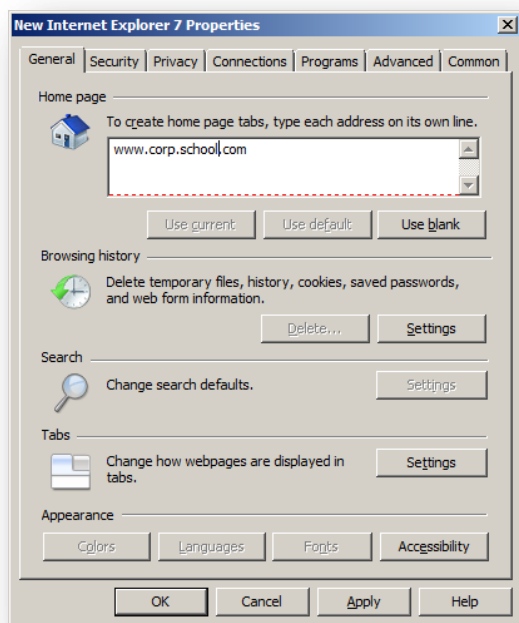 New Internet Explorer 7 Properties
General Security Privacy Connections Programs Advanced Common
Home page
To create home page tabs, type each address on its own line.
www.corp.school.com
Use current Use default Use blank
Browsing history
Delete temporary files, history, cookies, saved passwords,
and web form information.
Delete... Settings
Search
Change search defaults. Settings
Tabs
Change how webpages are displayed in
tabs.
Settings
Appearance
Colors Languages Fonts Accessibility
OK Cancel Apply Help